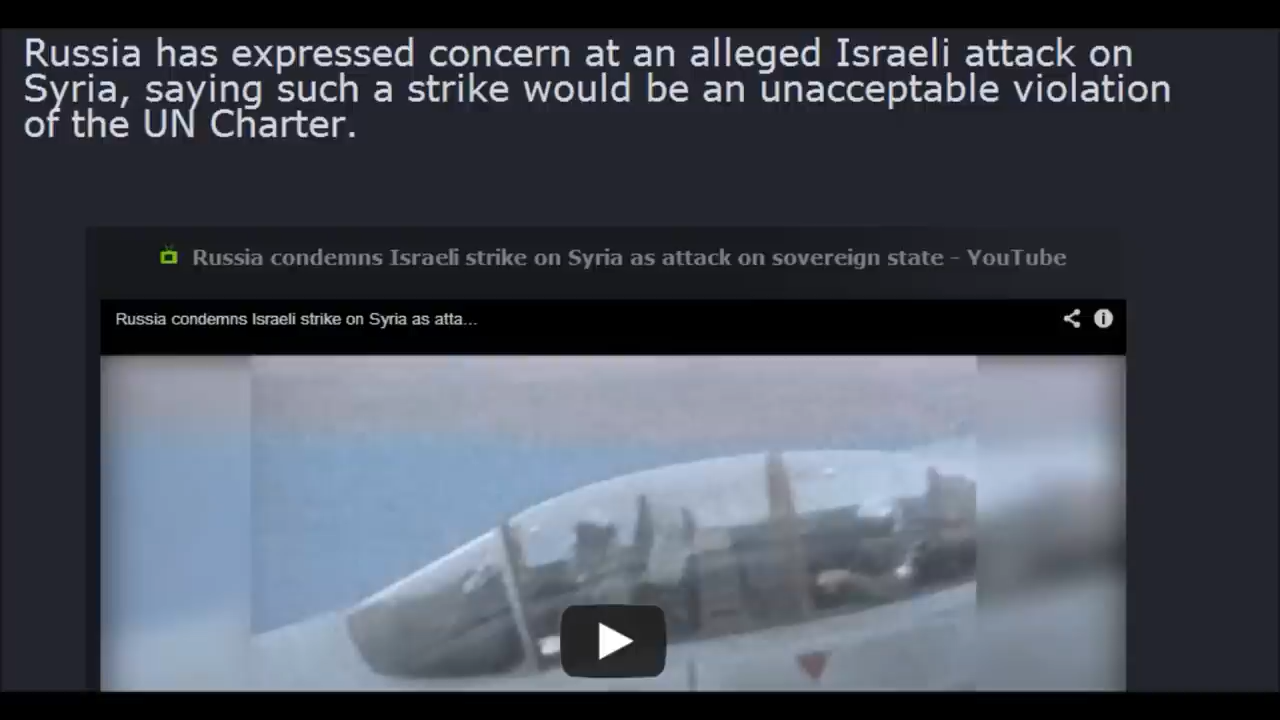 Russia has expressed concern at an alleged Israeli attack on
Syria, saying such a strike would be an unacceptable violation
of the UN Charter.
Russia condemns Israeli strike on Syria as attack on sovereign state - YouTube
Russia condemns Israeli strike on Syria as atta...